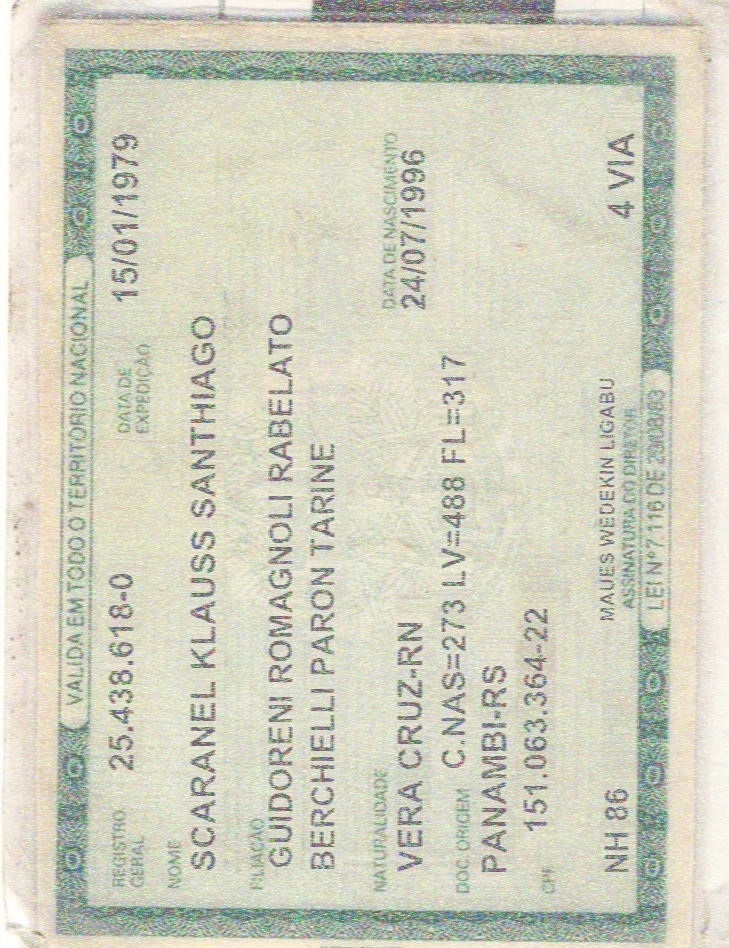 VÁLIDA EM TODO O TERRITÓRIO NACIONAL
REGISTRO GERAL 25.438.618-0 DATA DE EXPEDIÇÃO 15/01/1979
NOME
SCARANEL KLAUSS SANTHIAGO
FILIAÇÃO
GUIDORENI ROMAGNOLI RABELATO
BERCHIELLI PARON TARINE
NATURALIDADE DATA DE NASCIMENTO
VERA CRUZ-RN 24/07/1996
DOC. ORIGEM C.NAS=273 LV=488 FL=317
PANAMBI-RS
CPF 151.063.364-22
NH 86 MAUES WEDEKIN LIGABU 4 VIA
ASSINATURA DO DIRETOR
LEI Nº 7.116 DE 29/08/83